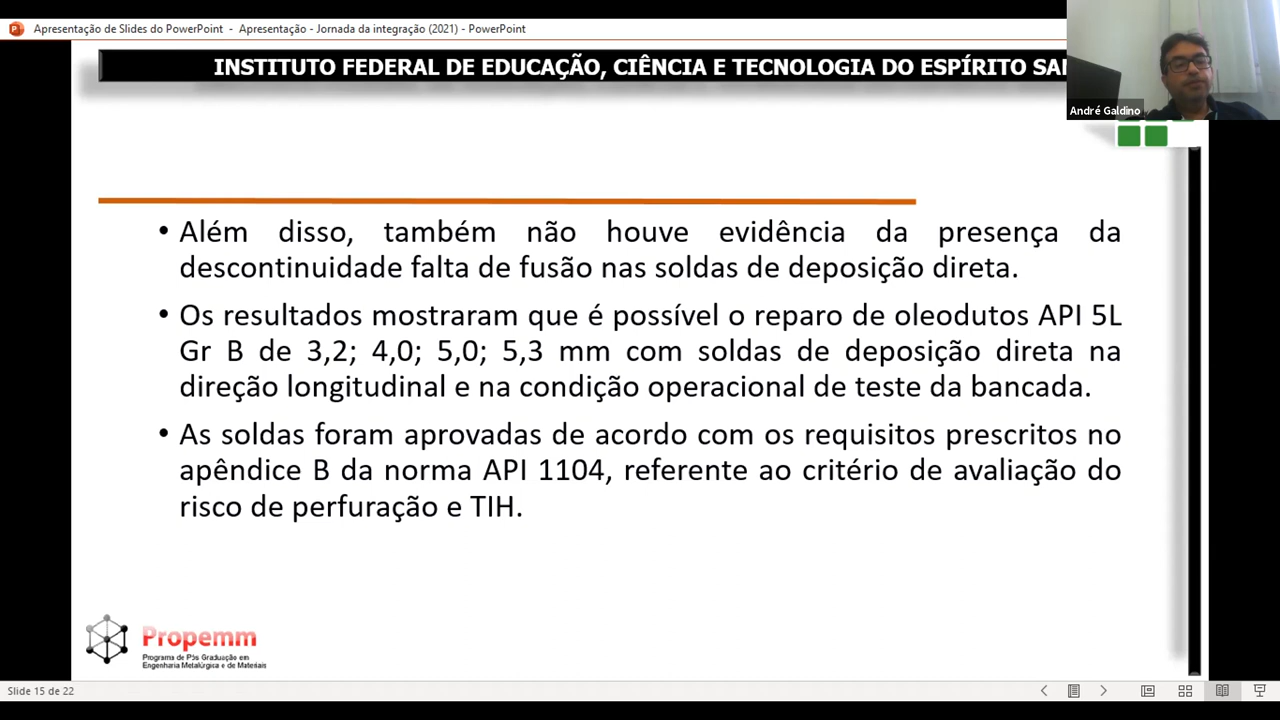 Apresentação de Slides do PowerPoint - Apresentação - Jornada da integração (2021) - PowerPoint
INSTITUTO FEDERAL DE EDUCAÇÃO, CIÊNCIA E TECNOLOGIA DO ESPÍRITO SA
André Galdino
• Além disso, também não houve evidência da presença da
descontinuidade falta de fusão nas soldas de deposição direta.
• Os resultados mostraram que é possível o reparo de oleodutos API 5L
Gr B de 3,2; 4,0; 5,0; 5,3 mm com soldas de deposição direta na
direção longitudinal e na condição operacional de teste da bancada.
• As soldas foram aprovadas de acordo com os requisitos prescritos no
apêndice B da norma API 1104, referente ao critério de avaliação do
risco de perfuração e TIH.
Propemm
Programa de Pós Graduação em
Engenharia Metalúrgica e de Materiais
Slide 15 de 22